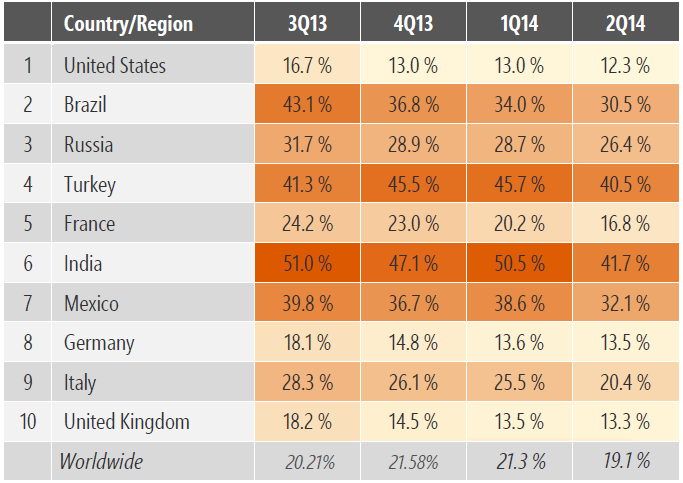 Country/Region 3Q13 4Q13 1Q14 2Q14
1 United States 16.7 % 13.0 % 13.0 % 12.3 %
2 Brazil 43.1 % 36.8 % 34.0 % 30.5 %
3 Russia 31.7 % 28.9 % 28.7 % 26.4 %
4 Turkey 41.3 % 45.5 % 45.7 % 40.5 %
5 France 24.2 % 23.0 % 20.2 % 16.8 %
6 India 51.0 % 47.1 % 50.5 % 41.7 %
7 Mexico 39.8 % 36.7 % 38.6 % 32.1 %
8 Germany 18.1 % 14.8 % 13.6 % 13.5 %
9 Italy 28.3 % 26.1 % 25.5 % 20.4 %
10 United Kingdom 18.2 % 14.5 % 13.5 % 13.3 %
Worldwide 20.21% 21.58% 21.3 % 19.1 %